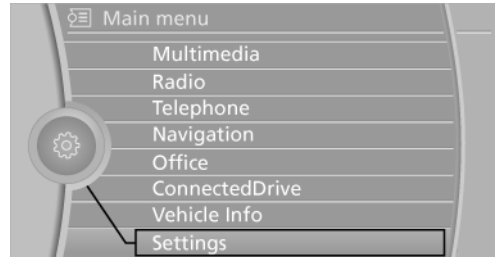 Main menu
Multimedia
Radio
Telephone
Navigation
Office
ConnectedDrive
Vehicle Info
Settings